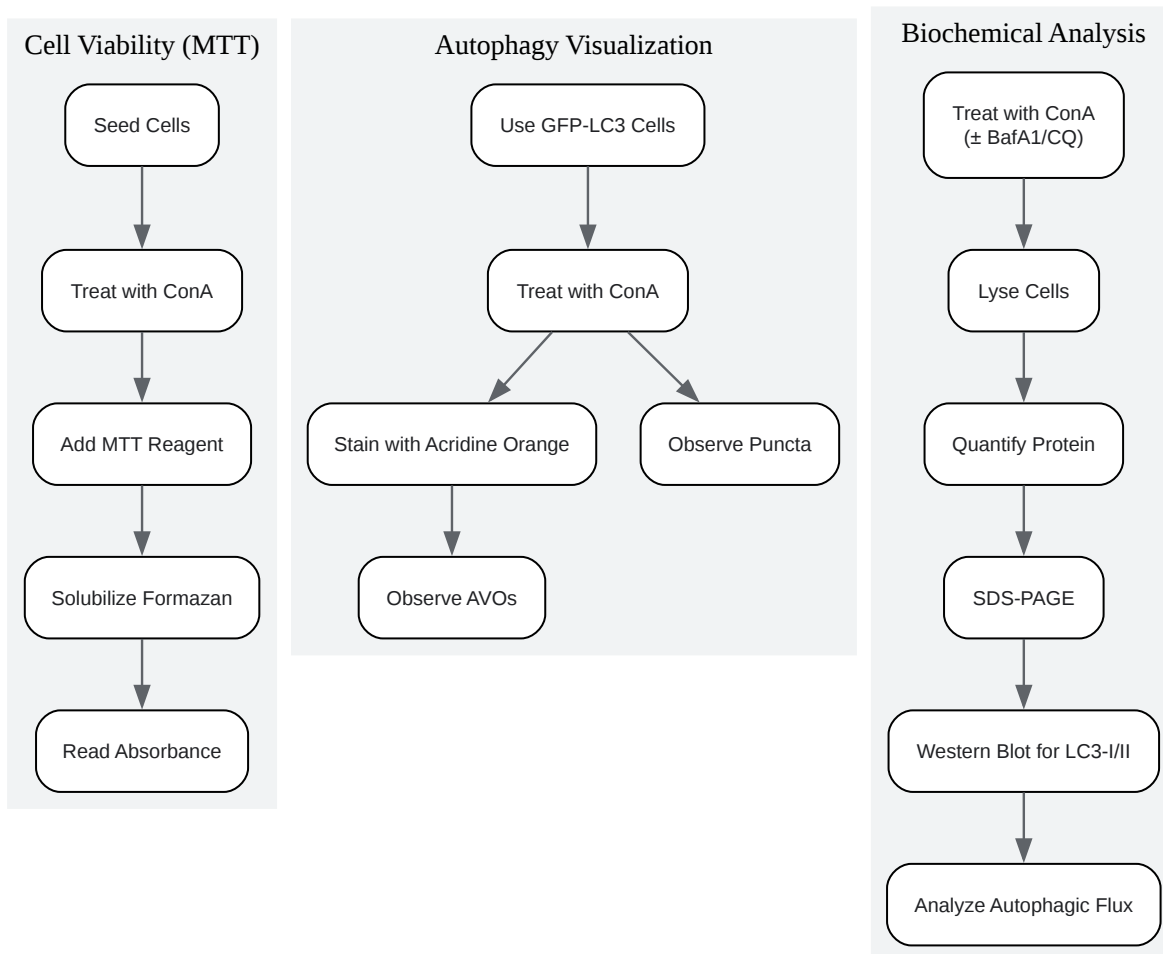 Cell Viability (MTT)
Seed Cells
Treat with ConA
Add MTT Reagent
Solubilize Formazan
Read Absorbance
Autophagy Visualization
Use GFP-LC3 Cells
Treat with ConA
Stain with Acridine Orange
Observe Puncta
Observe AVOs
Biochemical Analysis
Treat with ConA
(± BafA1/CQ)
Lyse Cells
Quantify Protein
SDS-PAGE
Western Blot for LC3-I/II
Analyze Autophagic Flux